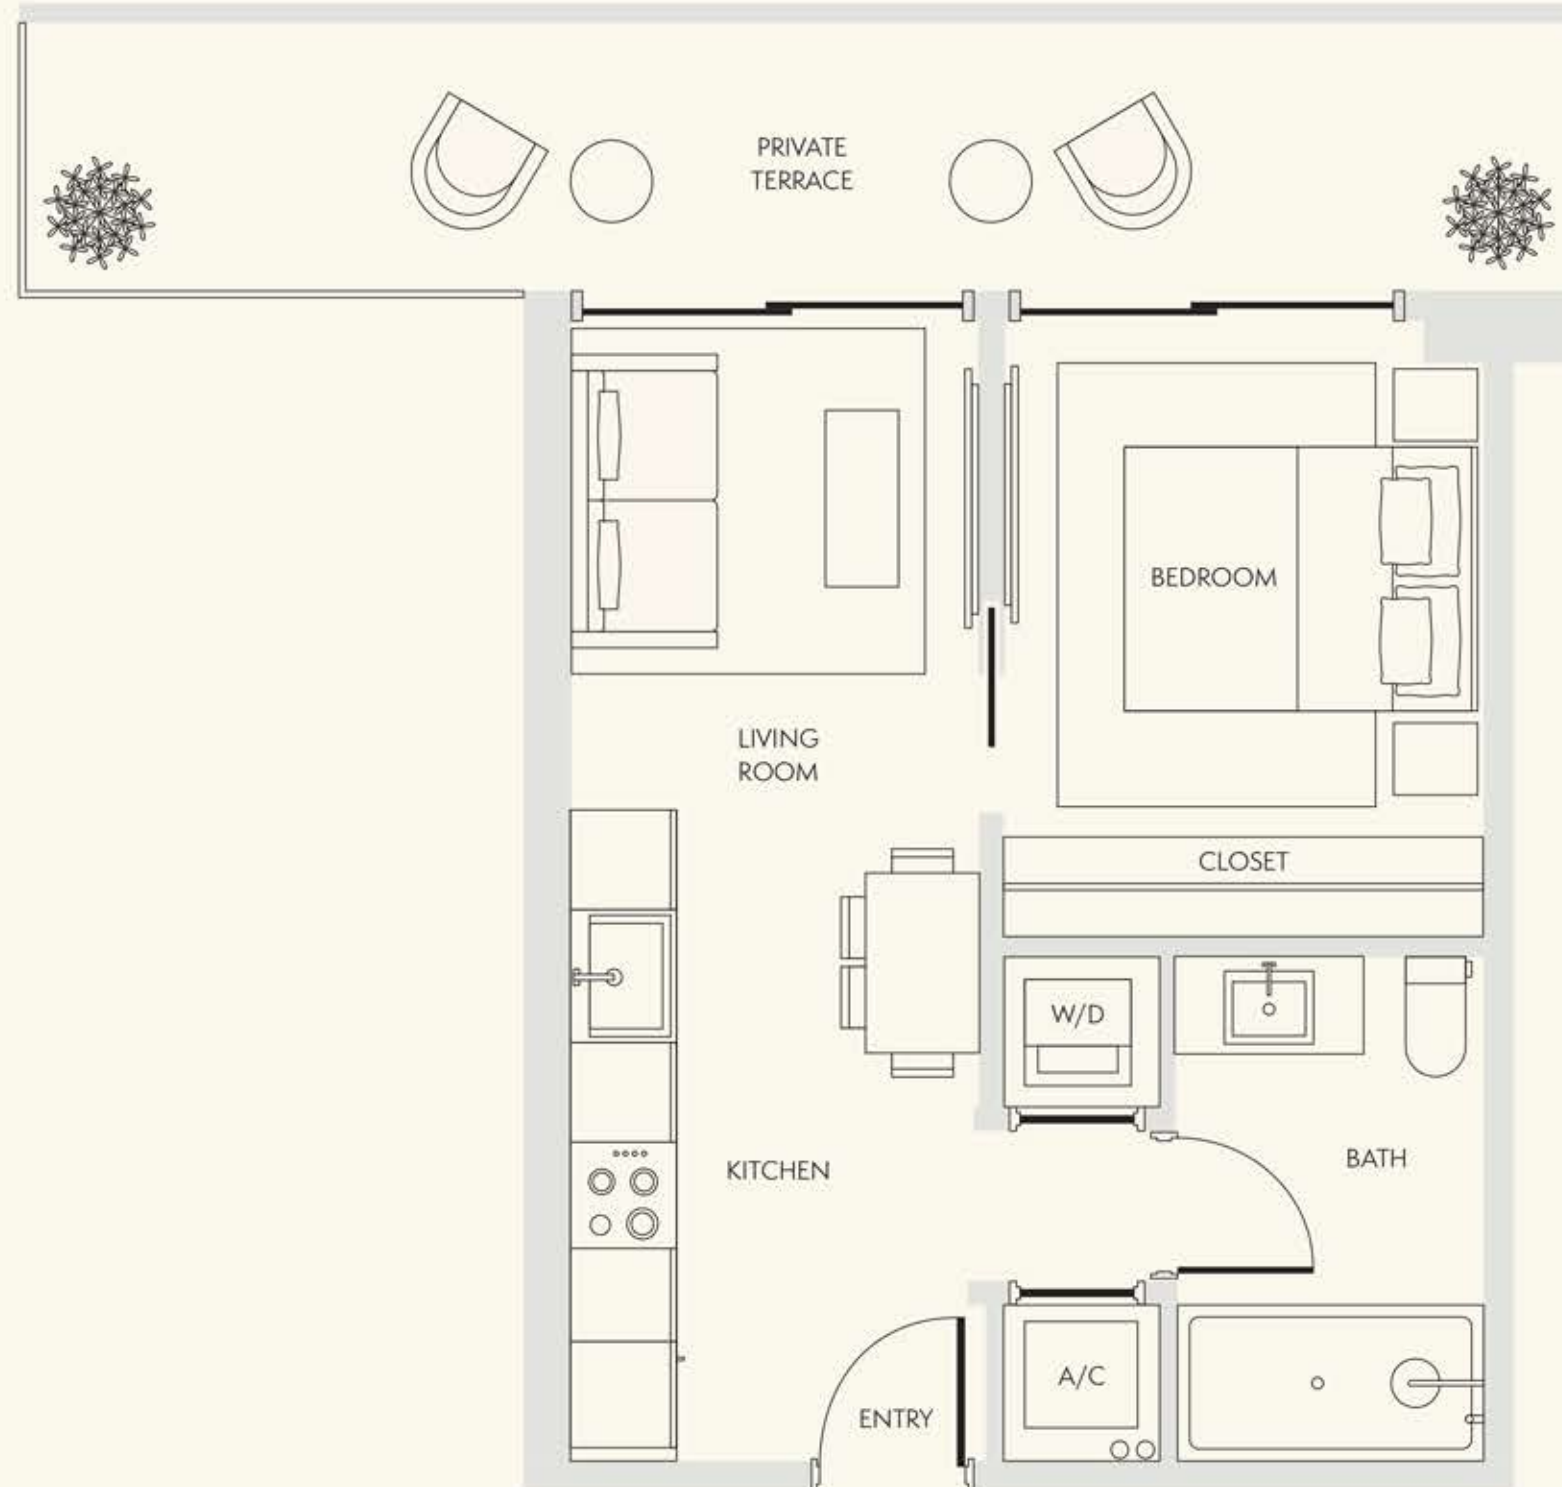 PRIVATE
TERRACE
BEDROOM
LIVING
ROOM
CLOSET
W/D
KITCHEN
BATH
A/C
ENTRY